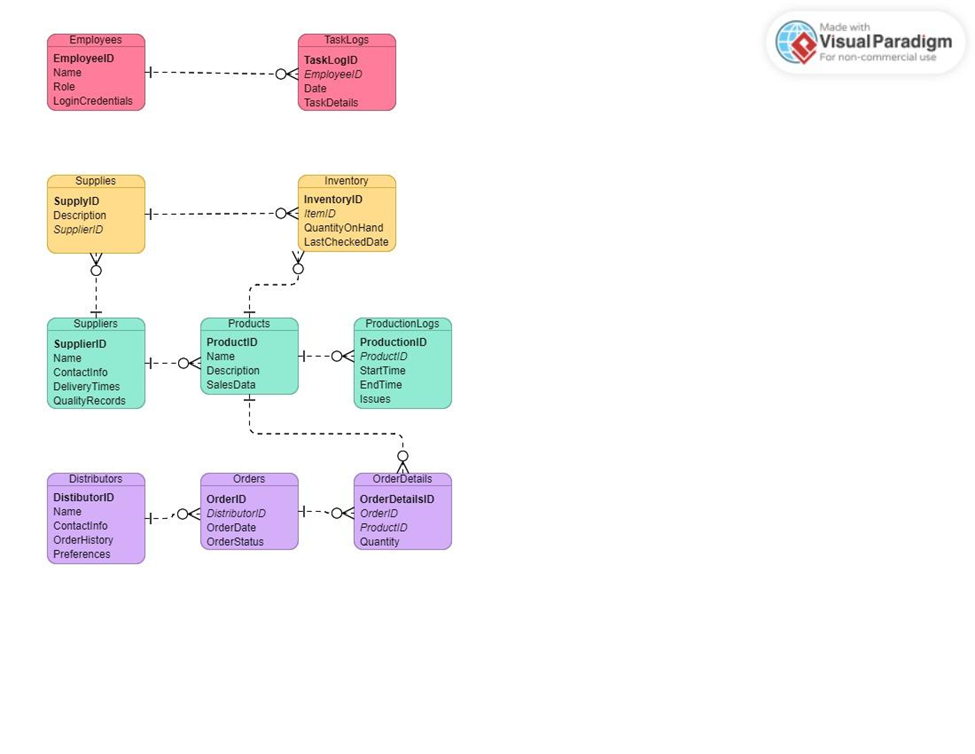 Made with
Visual Paradigm
For non-commercial use
Employees
EmployeeID
Name
Role
LoginCredentials
TaskLogs
TaskLogID
EmployeeID
Date
TaskDetails
Supplies
SupplyID
Description
SupplierID
Inventory
InventoryID
ItemID
QuantityOnHand
LastCheckedDate
Suppliers
SupplierID
Name
ContactInfo
DeliveryTimes
QualityRecords
Products
ProductID
Name
Description
SalesData
ProductionLogs
ProductionID
ProductID
StartTime
EndTime
Issues
Distributors
DistibutorID
Name
ContactInfo
OrderHistory
Preferences
Orders
OrderID
DistributorID
OrderDate
OrderStatus
OrderDetails
OrderDetailsID
OrderID
ProductID
Quantity